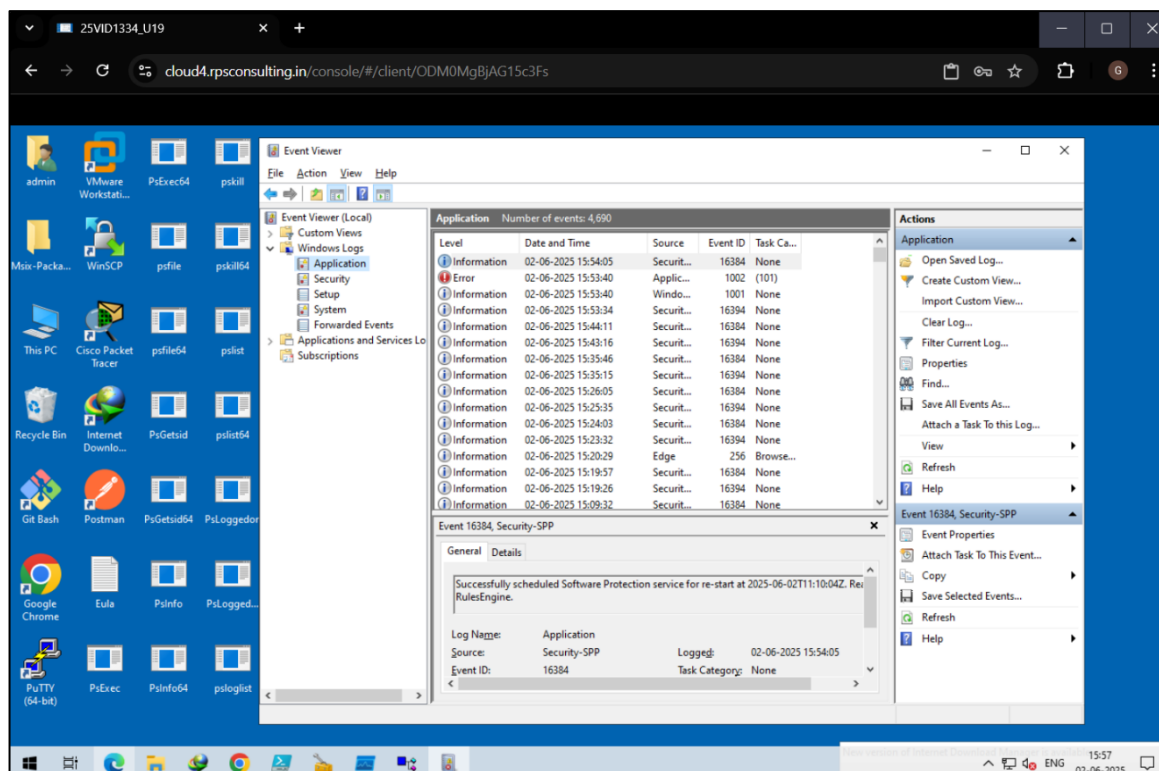 25VID1334_U19
cloud4.rpsconsulting.in/console/#/client/ODM0MgBjAG15c3Fs
G
admin
VMware Workstati...
PsExec64
pskill
Msix-Packa...
WinSCP
psfile
pskill64
This PC
Cisco Packet Tracer
psfile64
pslist
Recycle Bin
Internet Downlo...
PsGetsid
pslist64
Git Bash
Postman
PsGetsid64
PsLoggedon
Google Chrome
Eula
PsInfo
PsLogged...
PuTTY (64-bit)
PsExec
PsInfo64
psloglist
Event Viewer
File Action View Help
Event Viewer (Local)
Custom Views
Windows Logs
Application
Security
Setup
System
Forwarded Events
Applications and Services Lo
Subscriptions
Application Number of events: 4,690
Level Date and Time Source Event ID Task Ca...
Information 02-06-2025 15:54:05 Securit... 16384 None
Error 02-06-2025 15:53:40 Applic... 1002 (101)
Information 02-06-2025 15:53:40 Windo... 1001 None
Information 02-06-2025 15:53:34 Securit... 16394 None
Information 02-06-2025 15:44:11 Securit... 16384 None
Information 02-06-2025 15:43:16 Securit... 16394 None
Information 02-06-2025 15:35:46 Securit... 16384 None
Information 02-06-2025 15:35:15 Securit... 16394 None
Information 02-06-2025 15:26:05 Securit... 16384 None
Information 02-06-2025 15:25:35 Securit... 16394 None
Information 02-06-2025 15:24:03 Securit... 16384 None
Information 02-06-2025 15:23:32 Securit... 16394 None
Information 02-06-2025 15:20:29 Edge 256 Browse...
Information 02-06-2025 15:19:57 Securit... 16384 None
Information 02-06-2025 15:19:26 Securit... 16394 None
Information 02-06-2025 15:09:32 Securit... 16384 None
Event 16384, Security-SPP
General Details
Successfully scheduled Software Protection service for re-start at 2025-06-02T11:10:04Z. Rea
RulesEngine.
Log Name: Application
Source: Security-SPP Logged: 02-06-2025 15:54:05
Event ID: 16384 Task Category: None
Actions
Application
Open Saved Log...
Create Custom View...
Import Custom View...
Clear Log...
Filter Current Log...
Properties
Find...
Save All Events As...
Attach a Task To this Log...
View
Refresh
Help
Event 16384, Security-SPP
Event Properties
Attach Task To This Event...
Copy
Save Selected Events...
Refresh
Help
New version of Internet Download Manager is available
ENG
15:57
02-06-2025